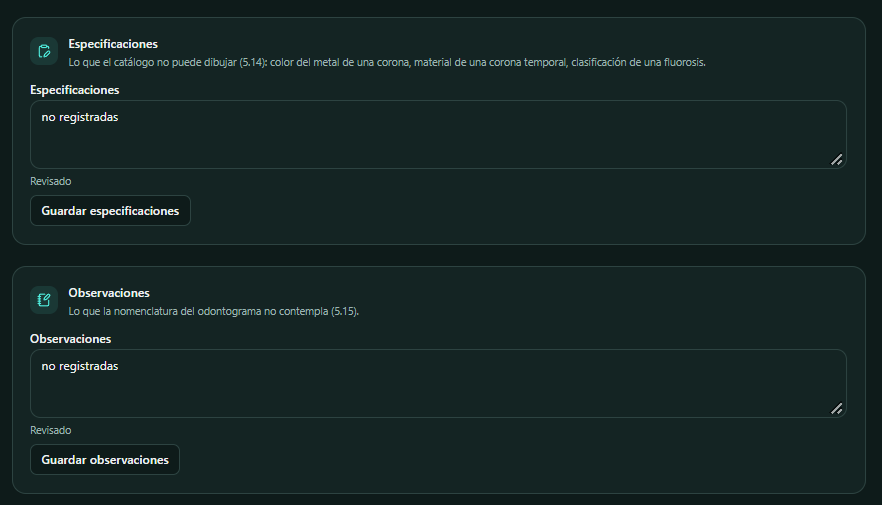 Especificaciones
Lo que el catálogo no puede dibujar (5.14): color del metal de una corona, material de una corona temporal, clasificación de una fluorosis.
Especificaciones
no registradas
Revisado
Guardar especificaciones
Observaciones
Lo que la nomenclatura del odontograma no contempla (5.15).
Observaciones
no registradas
Revisado
Guardar observaciones